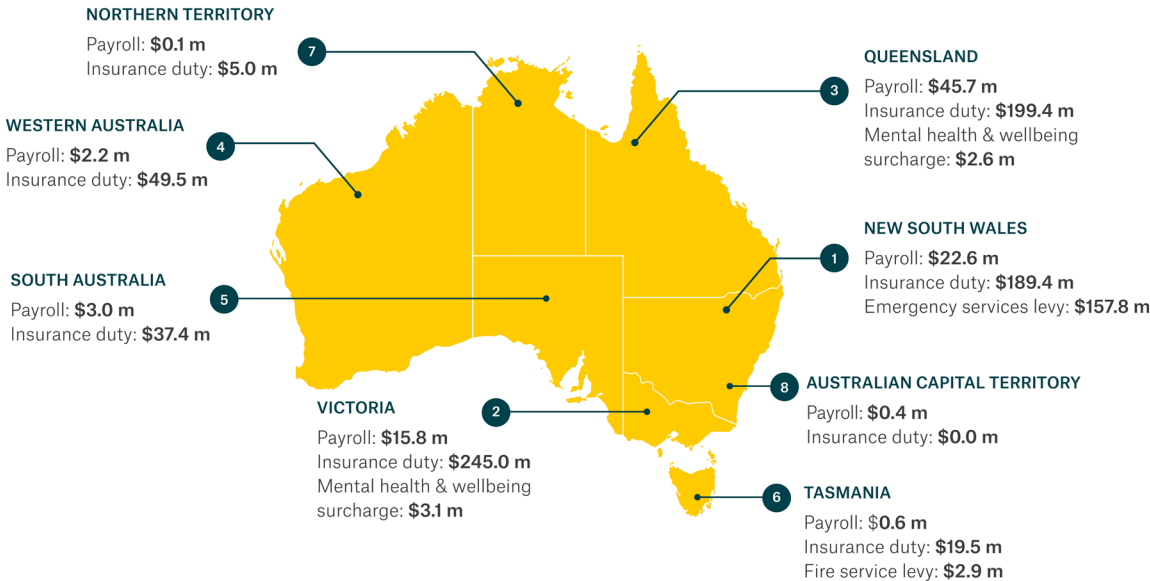 NORTHERN TERRITORY
Payroll: $0.1 m
Insurance duty: $5.0 m
7
QUEENSLAND
Payroll: $45.7 m
Insurance duty: $199.4 m
Mental health & wellbeing
surcharge: $2.6 m
3
WESTERN AUSTRALIA
Payroll: $2.2 m
Insurance duty: $49.5 m
4
NEW SOUTH WALES
Payroll: $22.6 m
Insurance duty: $189.4 m
Emergency services levy: $157.8 m
1
SOUTH AUSTRALIA
Payroll: $3.0 m
Insurance duty: $37.4 m
5
8
AUSTRALIAN CAPITAL TERRITORY
Payroll: $0.4 m
Insurance duty: $0.0 m
VICTORIA
Payroll: $15.8 m
Insurance duty: $245.0 m
Mental health & wellbeing
surcharge: $3.1 m
2
6
TASMANIA
Payroll: $0.6 m
Insurance duty: $19.5 m
Fire service levy: $2.9 m